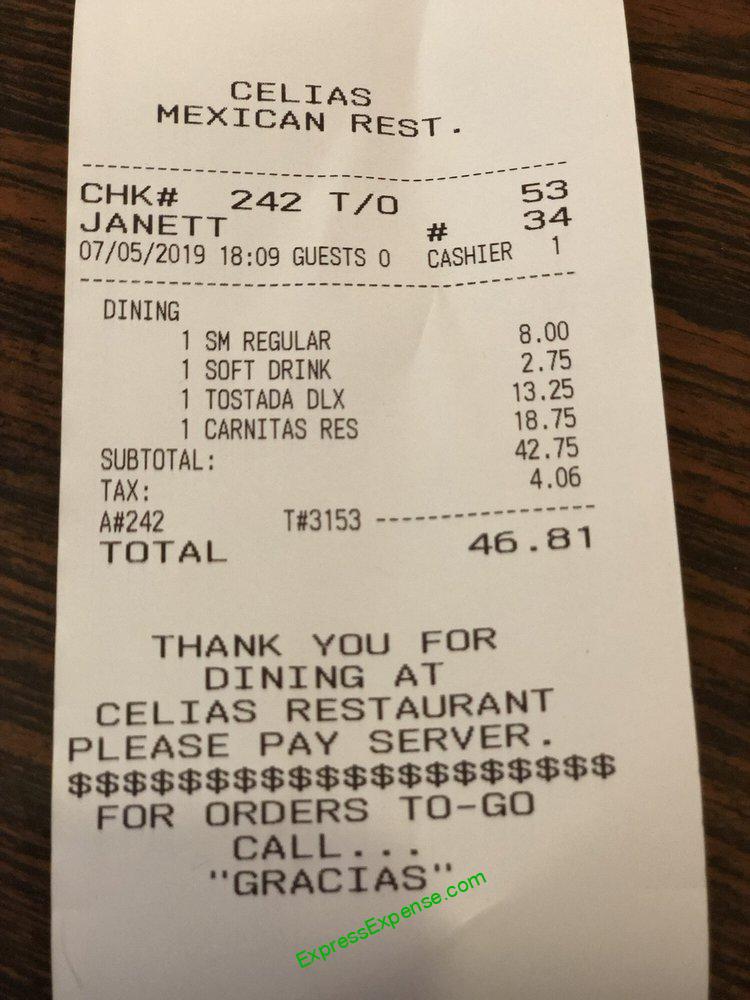 CELIAS
MEXICAN REST.
CHK# 242 T/O 53
JANETT # 34
07/05/2019 18:09 GUESTS 0 CASHIER 1
DINING
1 SM REGULAR 8.00
1 SOFT DRINK 2.75
1 TOSTADA DLX 13.25
1 CARNITAS RES 18.75
SUBTOTAL: 42.75
TAX: 4.06
A#242 T#3153 ----------------
TOTAL 46.81
THANK YOU FOR
DINING AT
CELIAS RESTAURANT
PLEASE PAY SERVER.
$$$$$$$$$$$$$$$$$$$$
FOR ORDERS TO-GO
CALL...
"GRACIAS"
ExpressExpense.com